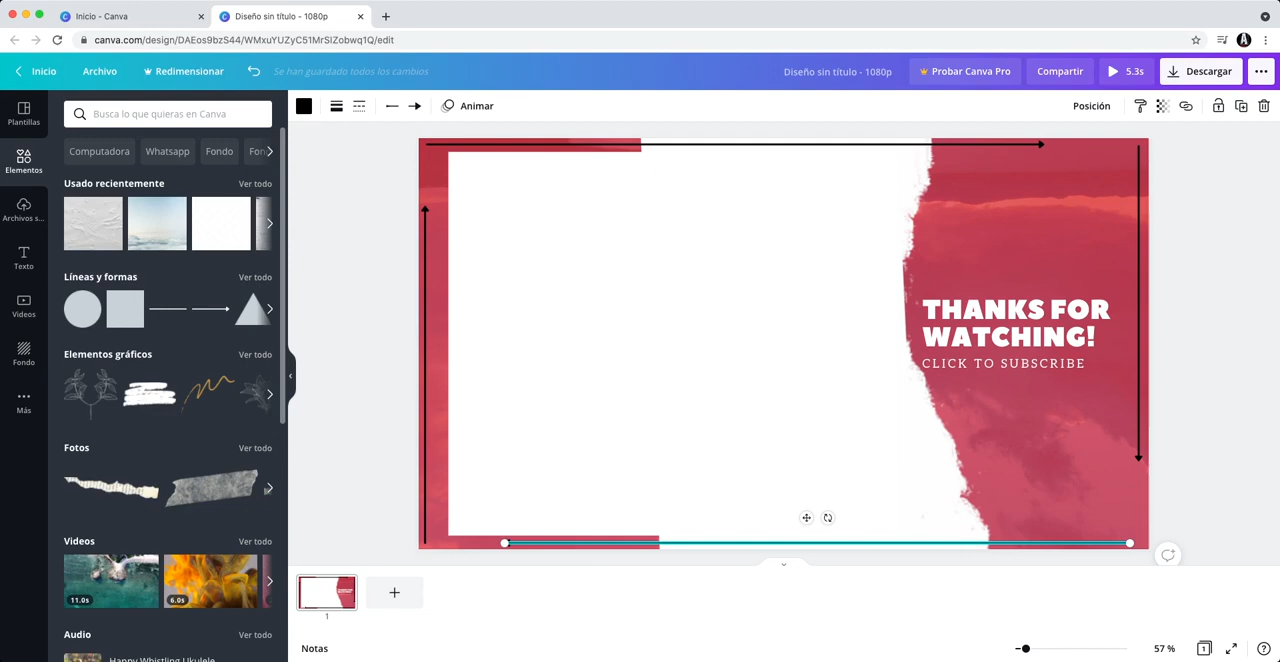 Inicio - Canva
Diseño sin título - 1080p
canva.com/design/DAEos9bzS44/WMxuYUZyC51MrSIZobwq1Q/edit
Inicio
Archivo
Redimensionar
Se han guardado todos los cambios
Diseño sin título - 1080p
Probar Canva Pro
Compartir
5.3s
Descargar
Animar
Posición
Plantillas
Elementos
Archivos s...
Texto
Videos
Fondo
Más
Busca lo que quieras en Canva
Computadora
Whatsapp
Fondo
Fon
Usado recientemente
Ver todo
Líneas y formas
Ver todo
Elementos gráficos
Ver todo
Fotos
Ver todo
Videos
Ver todo
11.0s
6.0s
Audio
Ver todo
Happy Whistling Ukulele
THANKS FOR
WATCHING!
CLICK TO SUBSCRIBE
1
Notas
57 %
1